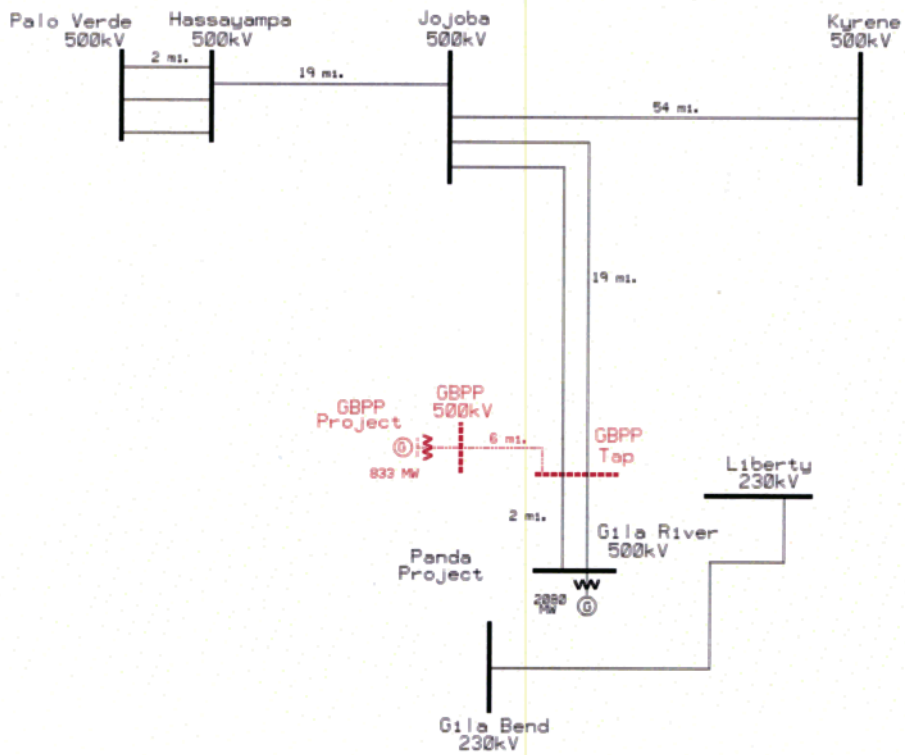 Palo Verde
500kV
Hassayampa
500kV
Jojoba
500kV
Kyrene
500kV
2 mi.
19 mi.
54 mi.
19 mi.
GBPP
Project
GBPP
500kV
6 mi.
GBPP
Tap
G
833 MW
Liberty
230kV
2 mi.
Gila River
500kV
Panda
Project
2080
MW
G
Gila Bend
230kV